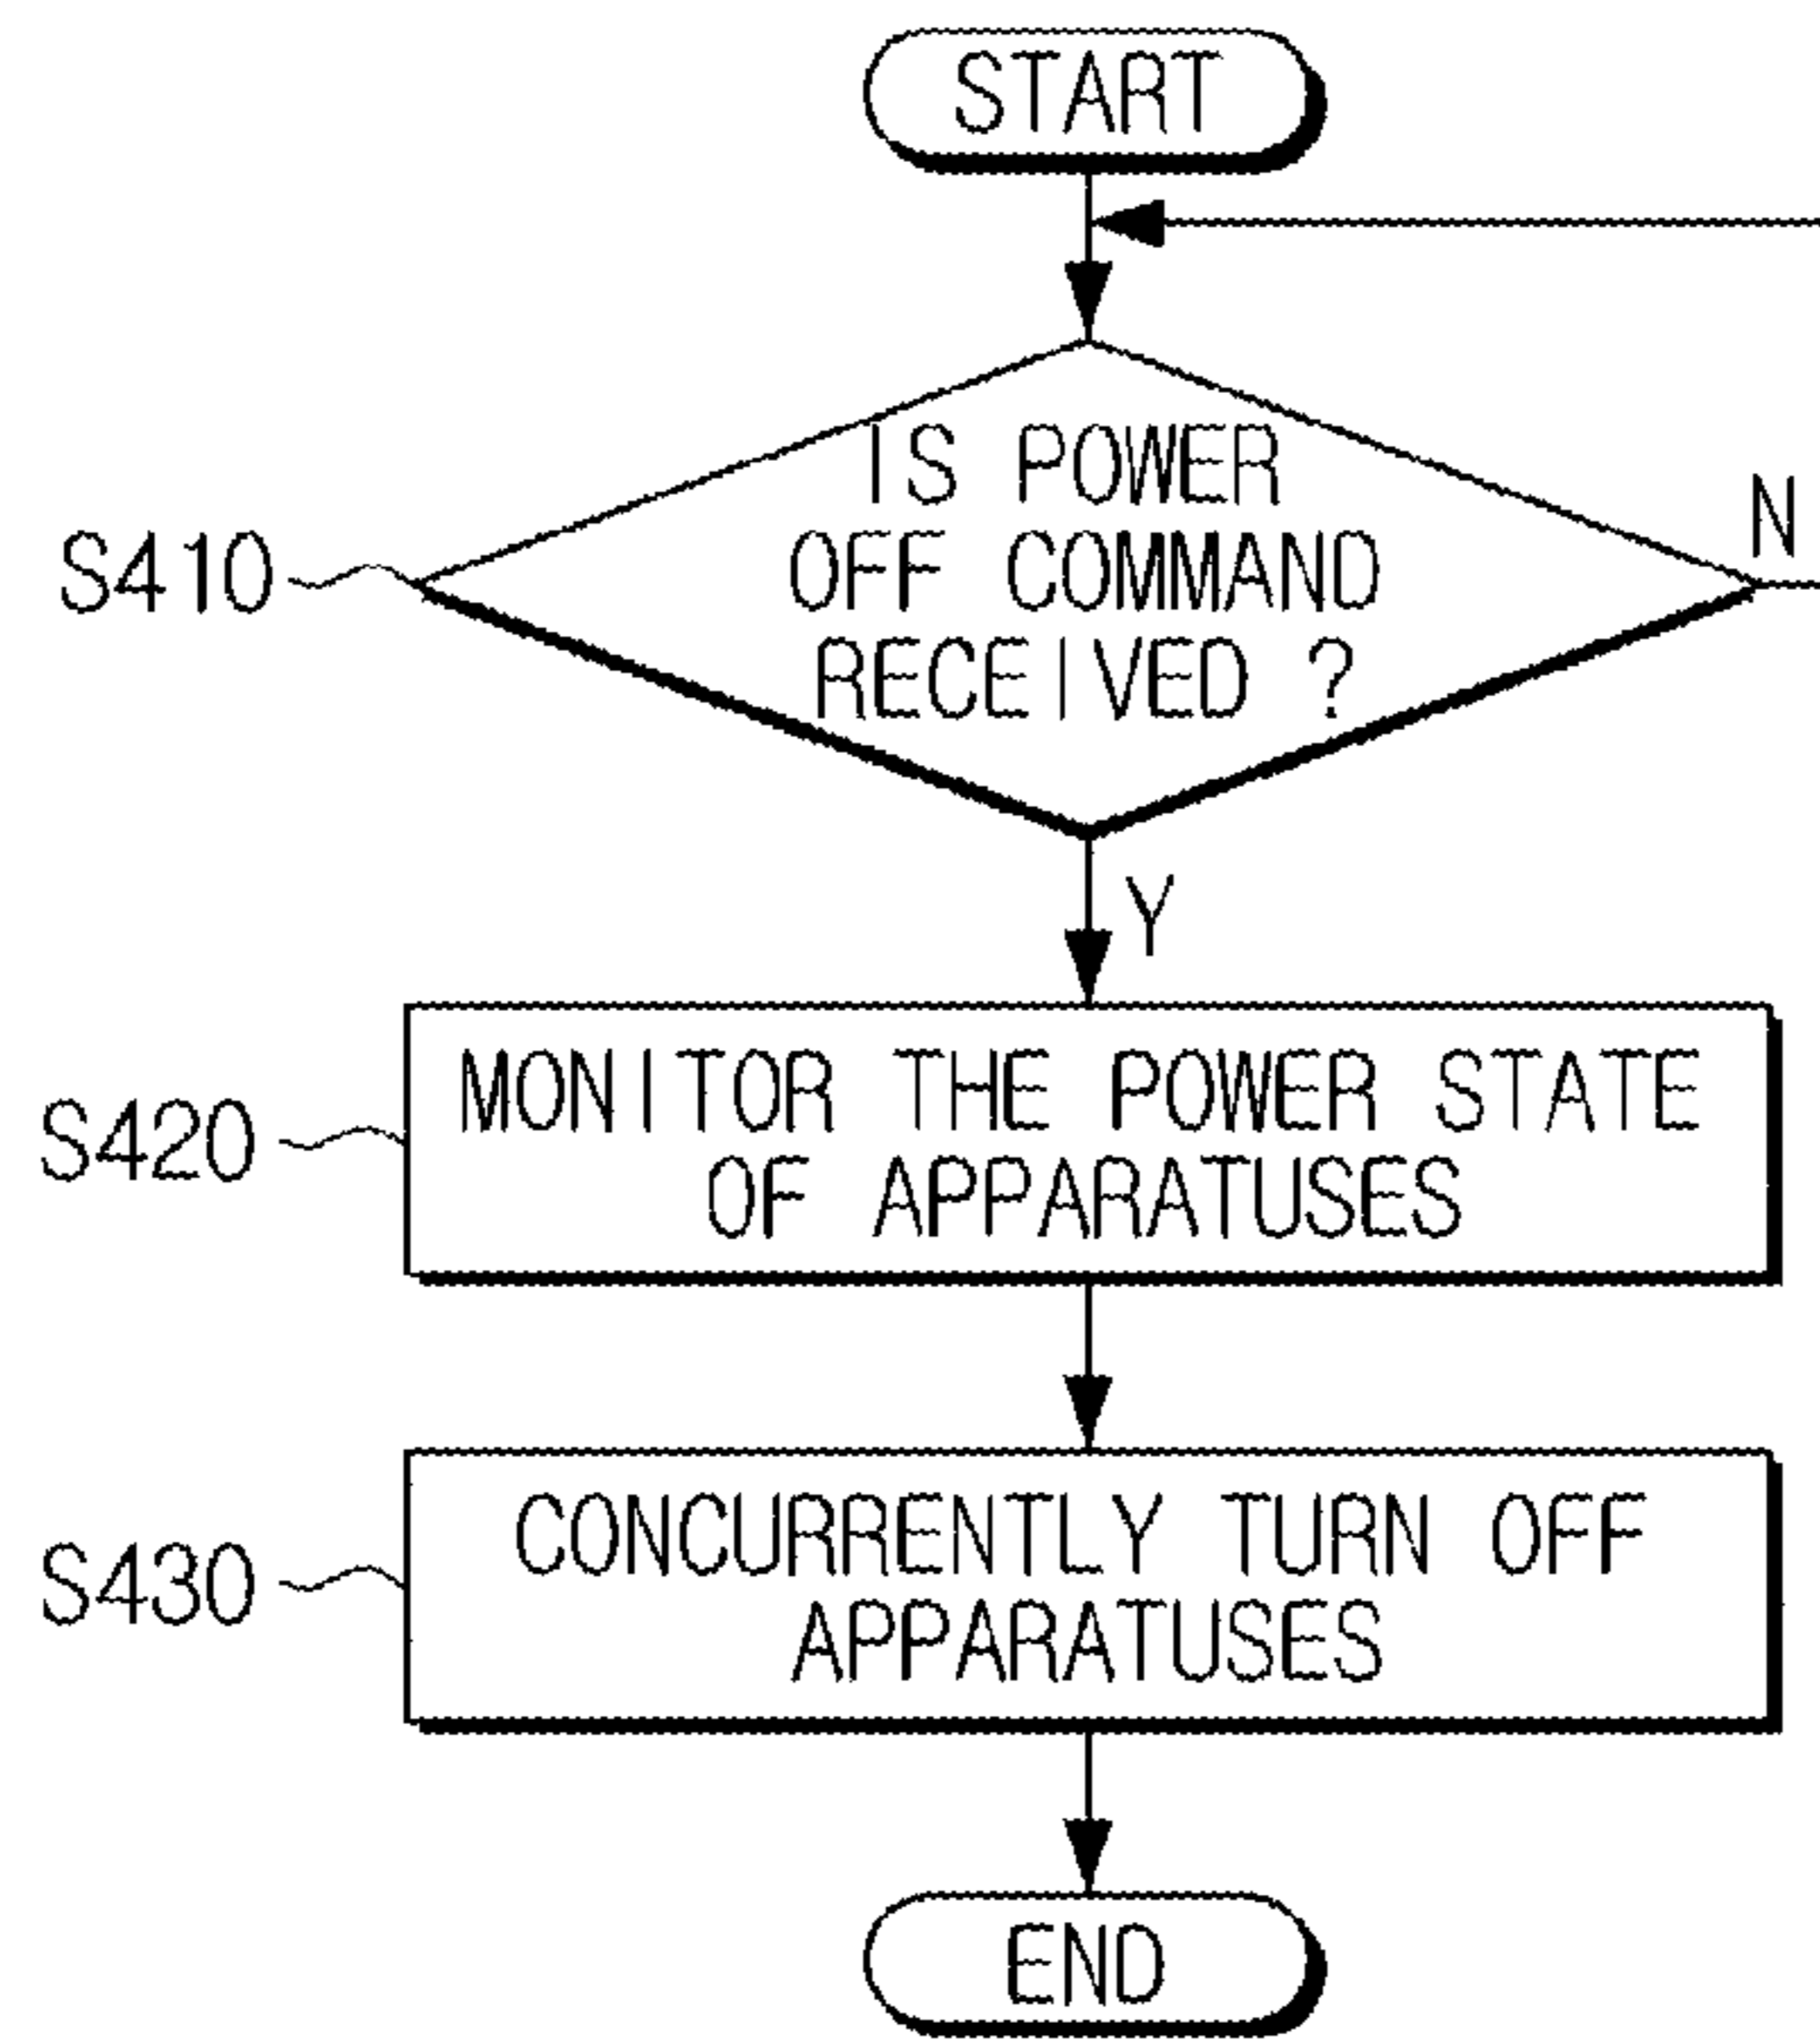 START
IS POWER
OFF COMMAND
RECEIVED ?
N
S410
Y
MONITOR THE POWER STATE
OF APPARATUSES
S420
CONCURRENTLY TURN OFF
APPARATUSES
S430
END